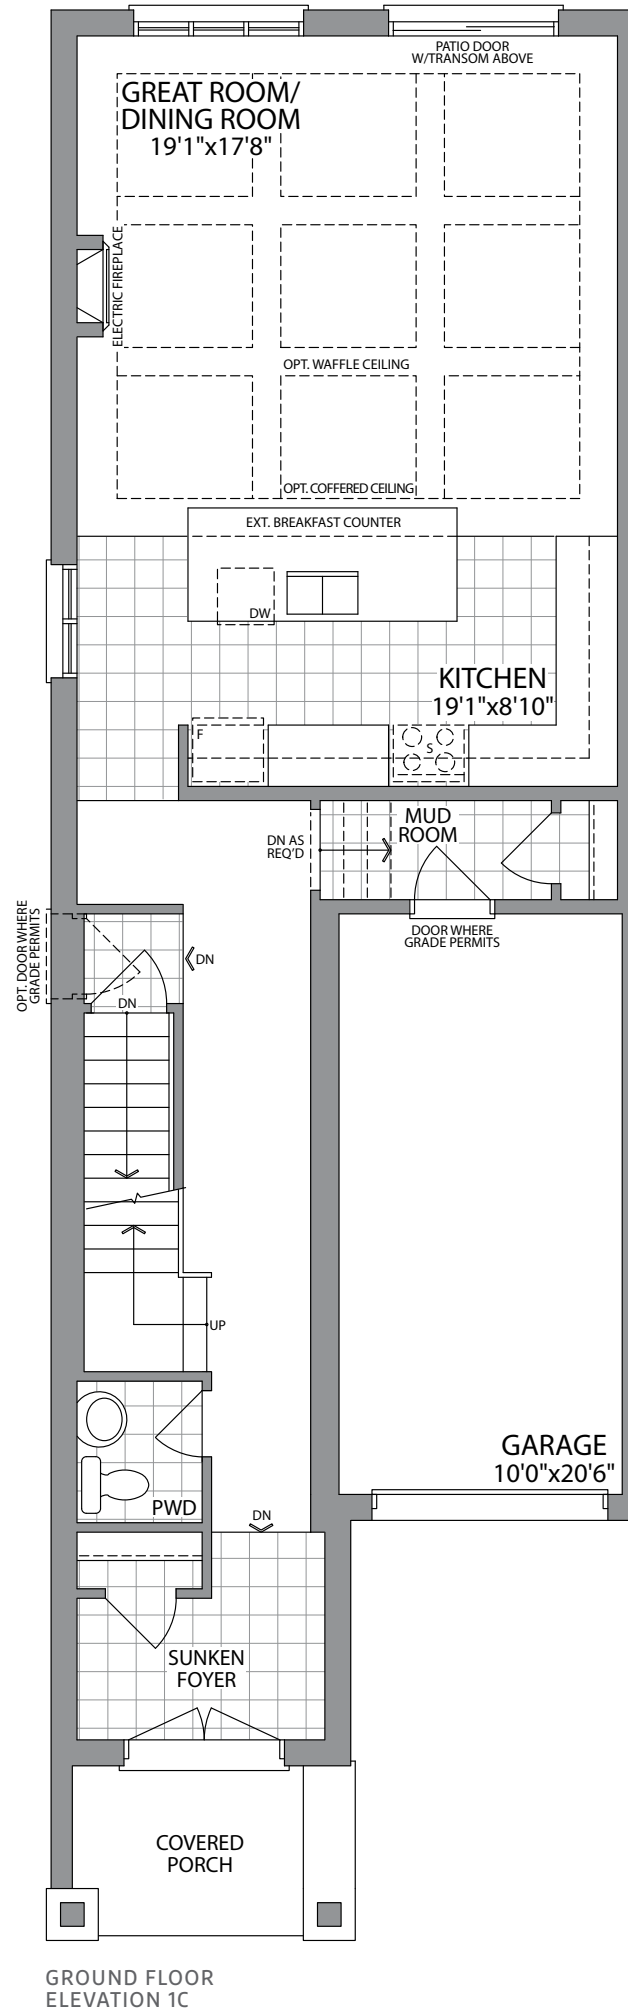 PATIO DOOR
W/TRANSOM ABOVE
GREAT ROOM/
DINING ROOM
19'1"x17'8"
ELECTRIC FIREPLACE
OPT. WAFFLE CEILING
OPT. COFFERED CEILING
EXT. BREAKFAST COUNTER
DW
KITCHEN
19'1"x8'10"
F
S
MUD
ROOM
DN AS
REQ'D
DOOR WHERE
GRADE PERMITS
OPT. DOOR WHERE
GRADE PERMITS
DN
DN
UP
GARAGE
10'0"x20'6"
PWD
DN
SUNKEN
FOYER
COVERED
PORCH
GROUND FLOOR
ELEVATION 1C